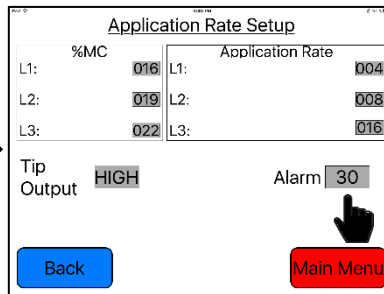 Application Rate Setup
%MC
L1: 016
L2: 019
L3: 022
Application Rate
L1: 004
L2: 008
L3: 016
Tip Output HIGH
Alarm 30
Back
Main Menu